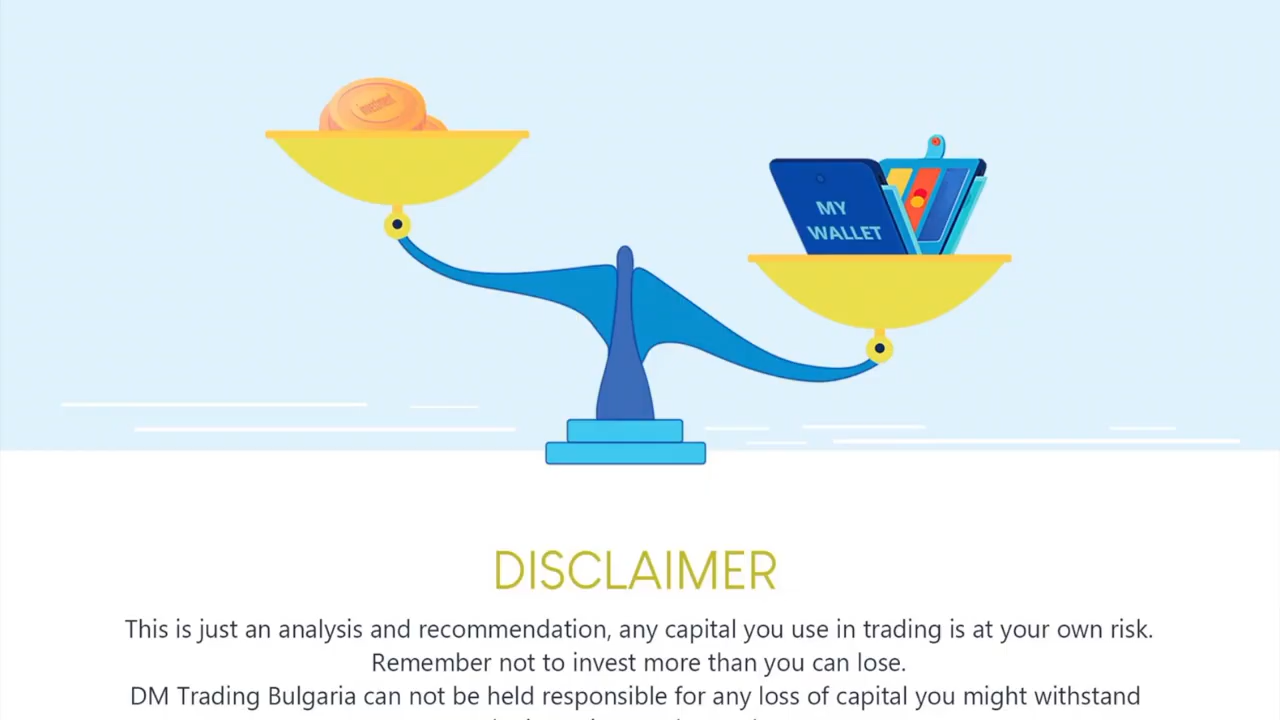 MY
WALLET
DISCLAIMER
This is just an analysis and recommendation, any capital you use in trading is at your own risk.
Remember not to invest more than you can lose.
DM Trading Bulgaria can not be held responsible for any loss of capital you might withstand